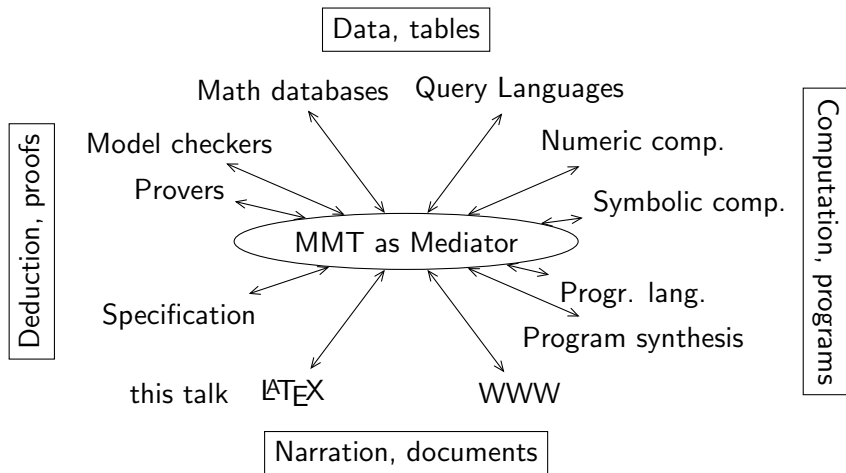 Data, tables
Math databases
Query Languages
Model checkers
Numeric comp.
Provers
Symbolic comp.
Deduction, proofs
Computation, programs
MMT as Mediator
Specification
Progr. lang.
Program synthesis
this talk
LATEX
WWW
Narration, documents